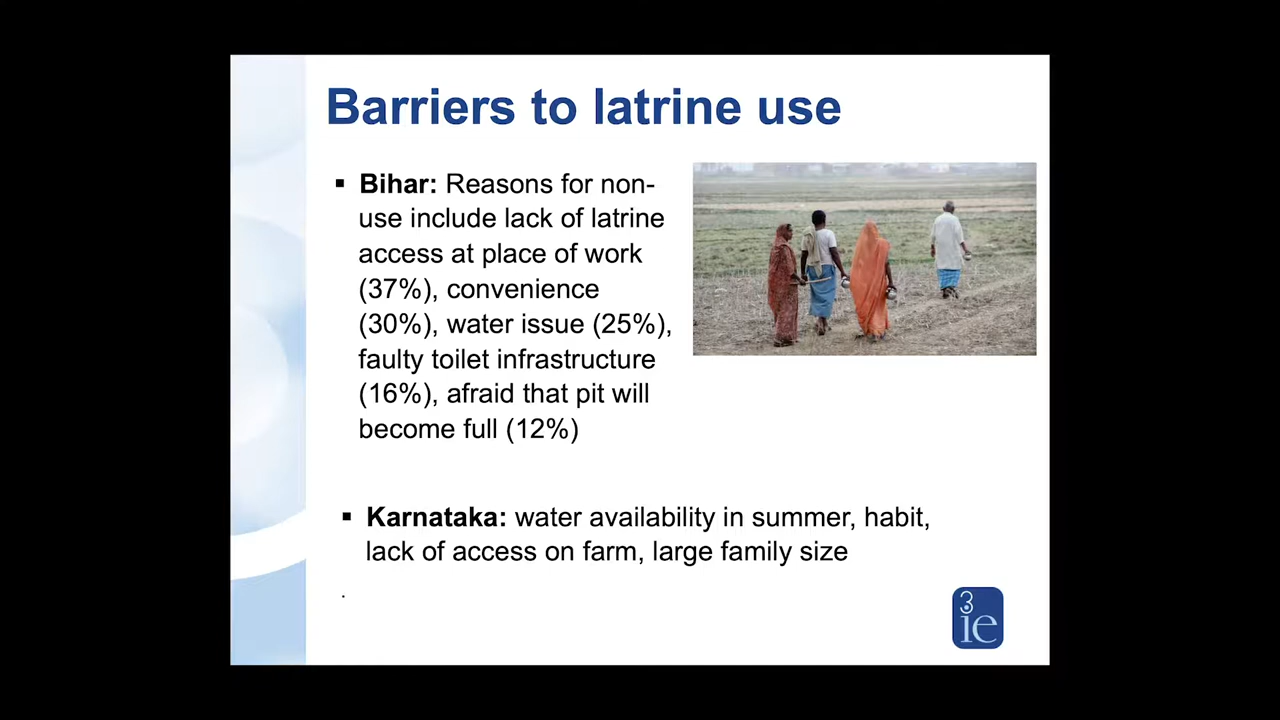 Barriers to latrine use
▪ Bihar: Reasons for non-
use include lack of latrine
access at place of work
(37%), convenience
(30%), water issue (25%),
faulty toilet infrastructure
(16%), afraid that pit will
become full (12%)
▪ Karnataka: water availability in summer, habit,
lack of access on farm, large family size
.
3
ie